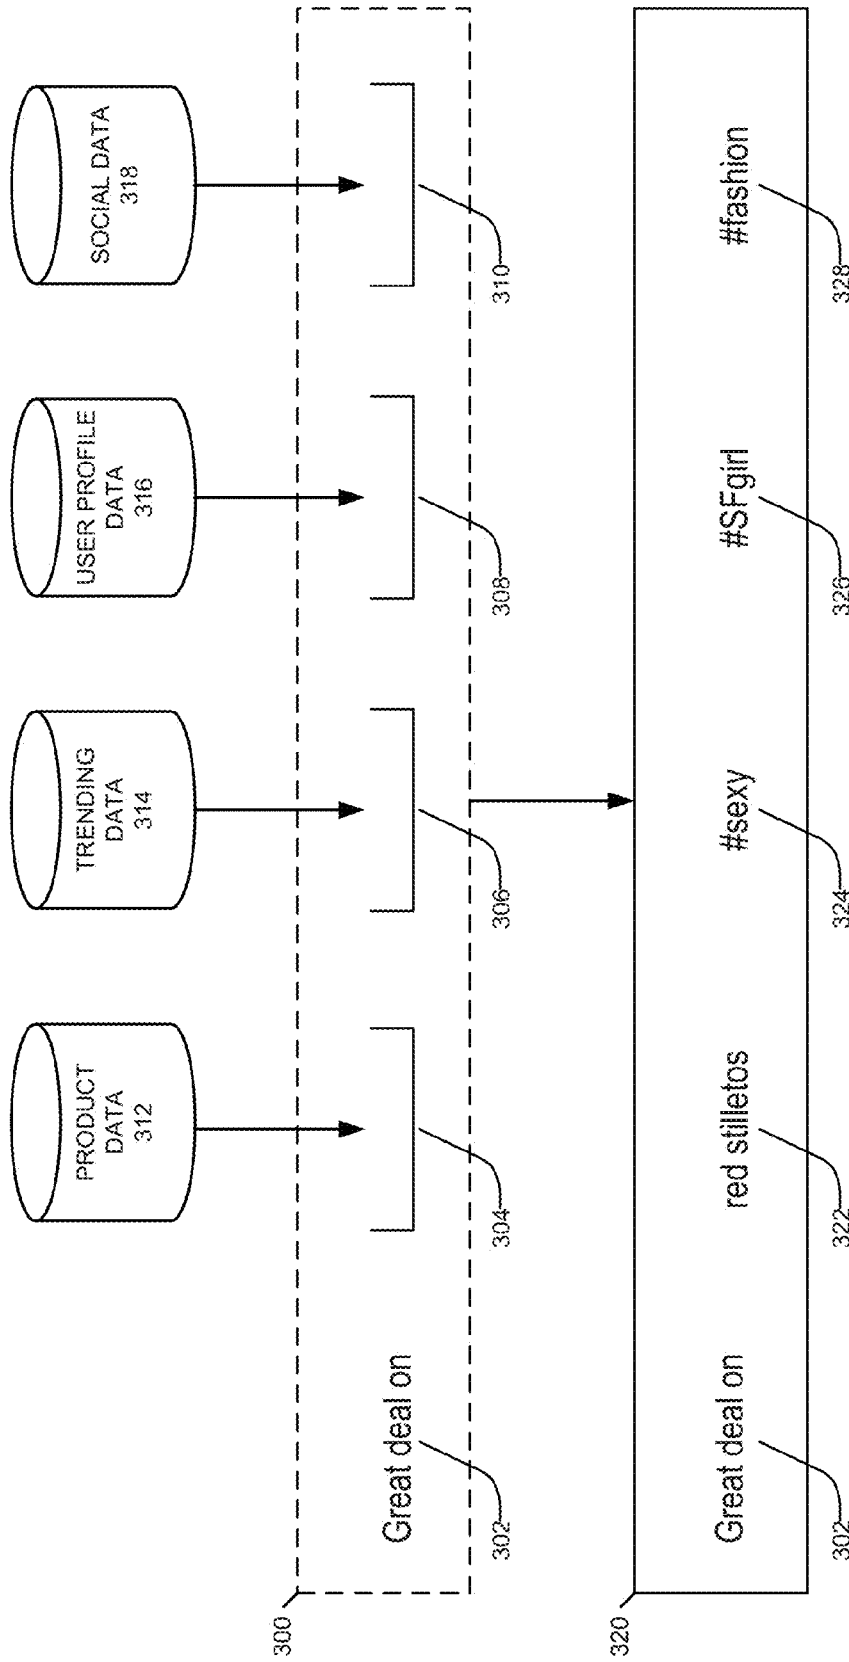 PRODUCT
DATA
312
TRENDING
DATA
314
USER PROFILE
DATA
316
SOCIAL DATA
318
300
Great deal on
302
304
306
308
310
320
Great deal on
red stilletos
#sexy
#SFgirl
#fashion
302
322
324
326
328